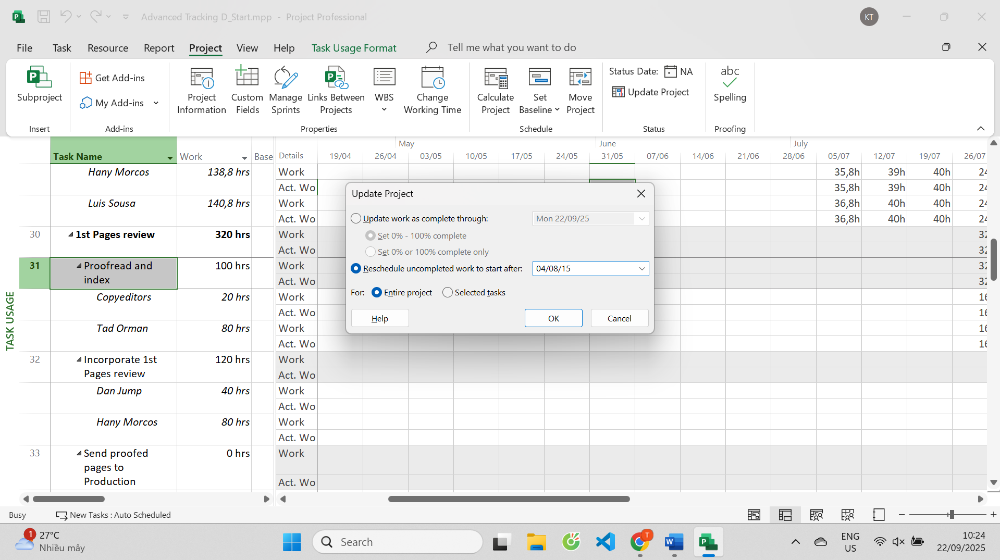 Advanced Tracking D_Start.mpp - Project Professional
KT
File Task Resource Report Project View Help Task Usage Format Tell me what you want to do
Subproject
Insert
Get Add-ins
My Add-ins
Add-ins
Project Information
Custom Fields
Manage Sprints
Links Between Projects
WBS
Change Working Time
Properties
Calculate Project
Set Baseline
Move Project
Schedule
Status Date: NA
Update Project
Status
abc
Spelling
Proofing
May June July
Task Name Work Base Details 19/04 26/04 03/05 10/05 17/05 24/05 31/05 07/06 14/06 21/06 28/06 05/07 12/07 19/07 26/07
Hany Morcos 138,8 hrs Work 35,8h 39h 40h 24
Act. Wo 35,8h 39h 40h 24
Luis Sousa 140,8 hrs Work 36,8h 40h 40h 24
Act. Wo 36,8h 40h 40h 24
30 1st Pages review 320 hrs Work 32
Act. Wo 32
31 Proofread and 100 hrs Work 32
index Act. Wo 32
Copyeditors 20 hrs Work 16
Act. Wo 16
Tad Orman 80 hrs Work 16
Act. Wo 16
32 Incorporate 1st 120 hrs Work
Pages review Act. Wo
Dan Jump 40 hrs Work
Act. Wo
Hany Morcos 80 hrs Work
Act. Wo
33 Send proofed 0 hrs Work
pages to
Production Act. Wo
TASK USAGE
Update Project
Update work as complete through: Mon 22/09/25
Set 0% - 100% complete
Set 0% or 100% complete only
Reschedule uncompleted work to start after: 04/08/15
For: Entire project Selected tasks
Help OK Cancel
Busy New Tasks : Auto Scheduled
1
27°C
Nhiều mây
Search
T
ENG
US
10:24
22/09/2025